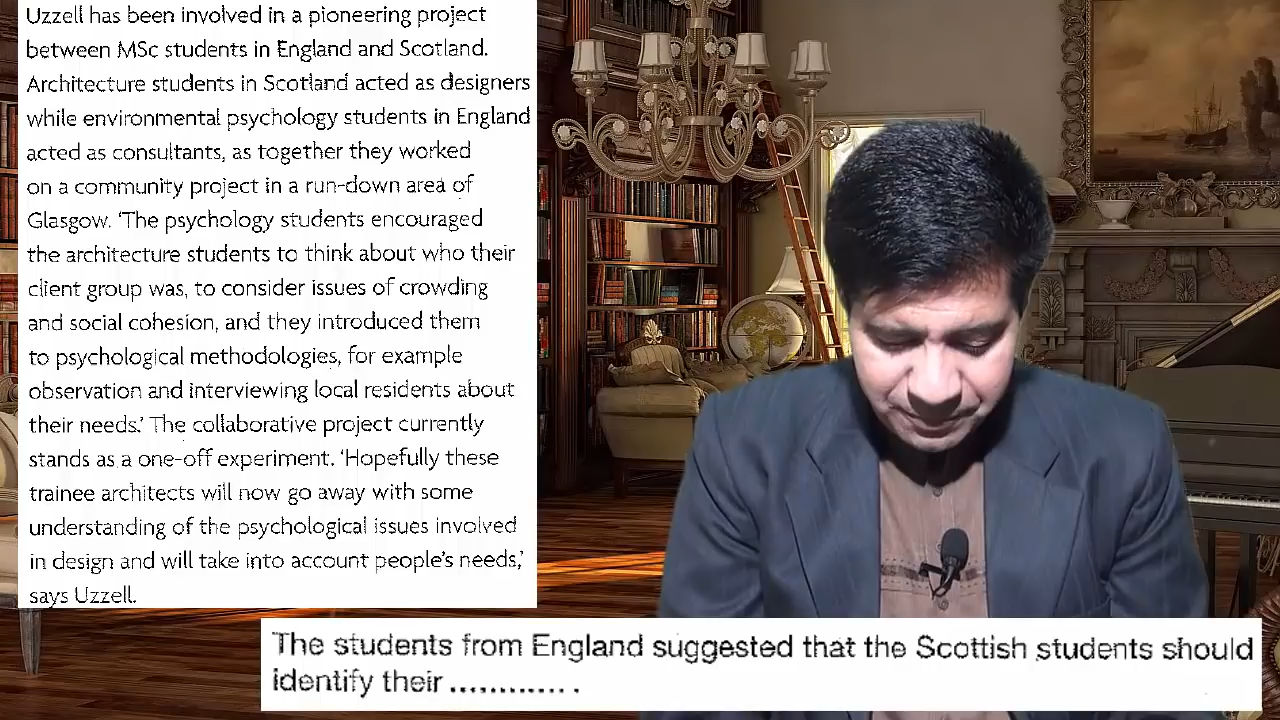 Uzzell has been involved in a pioneering project
between MSc students in England and Scotland.
Architecture students in Scotland acted as designers
while environmental psychology students in England
acted as consultants, as together they worked
on a community project in a run-down area of
Glasgow. 'The psychology students encouraged
the architecture students to think about who their
client group was, to consider issues of crowding
and social cohesion, and they introduced them
to psychological methodologies, for example
observation and interviewing local residents about
their needs.' The collaborative project currently
stands as a one-off experiment. 'Hopefully these
trainee architects will now go away with some
understanding of the psychological issues involved
in design and will take into account people's needs,'
says Uzzell.
The students from England suggested that the Scottish students should
identify their .............